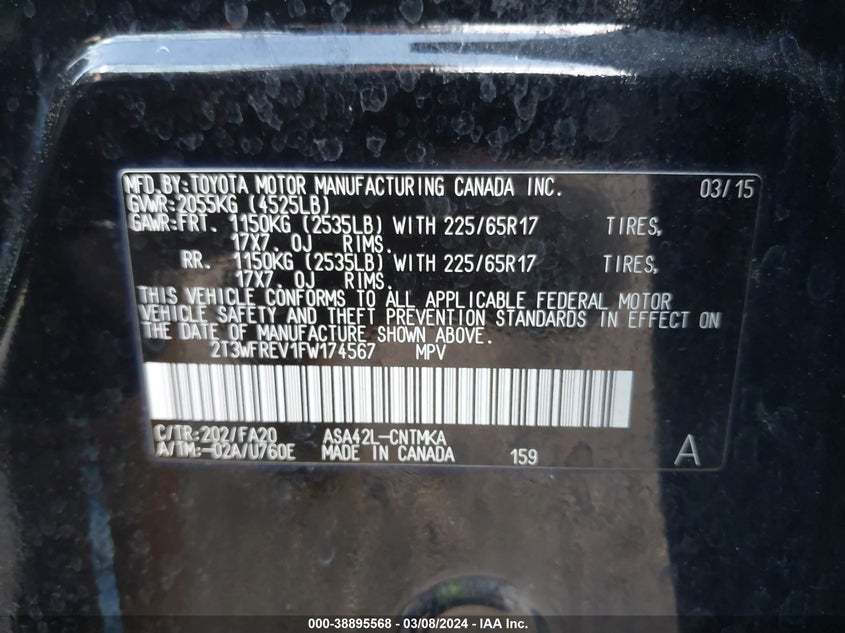 MFD.BY:TOYOTA MOTOR MANUFACTURING CANADA INC. 03/15
GVWR:2055KG (4525LB)
GAWR:FRT. 1150KG (2535LB) WITH 225/65R17 TIRES,
17X7. 0J RIMS.
RR. 1150KG (2535LB) WITH 225/65R17 TIRES,
17X7. 0J RIMS.
THIS VEHICLE CONFORMS TO ALL APPLICABLE FEDERAL MOTOR
VEHICLE SAFETY AND THEFT PREVENTION STANDARDS IN EFFECT ON
THE DATE OF MANUFACTURE SHOWN ABOVE.
2T3WFREV1FW174567 MPV
C/TR:202/FA20 ASA42L-CNTMKA
A/TM:-02A/U760E MADE IN CANADA 159 A
000-38895568 - 03/08/2024 - IAA Inc.